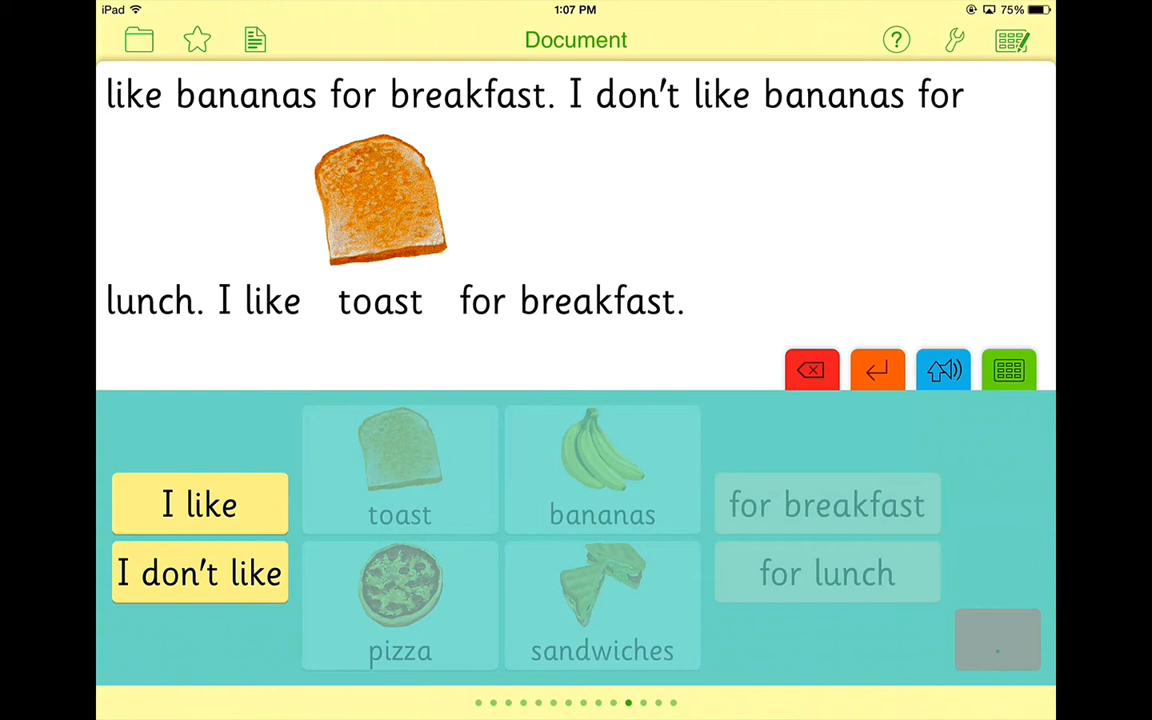 iPad 1:07 PM 75%
Document
like bananas for breakfast. I don't like bananas for
lunch. I like toast for breakfast.
I like
I don't like
toast
bananas
pizza
sandwiches
for breakfast
for lunch
.